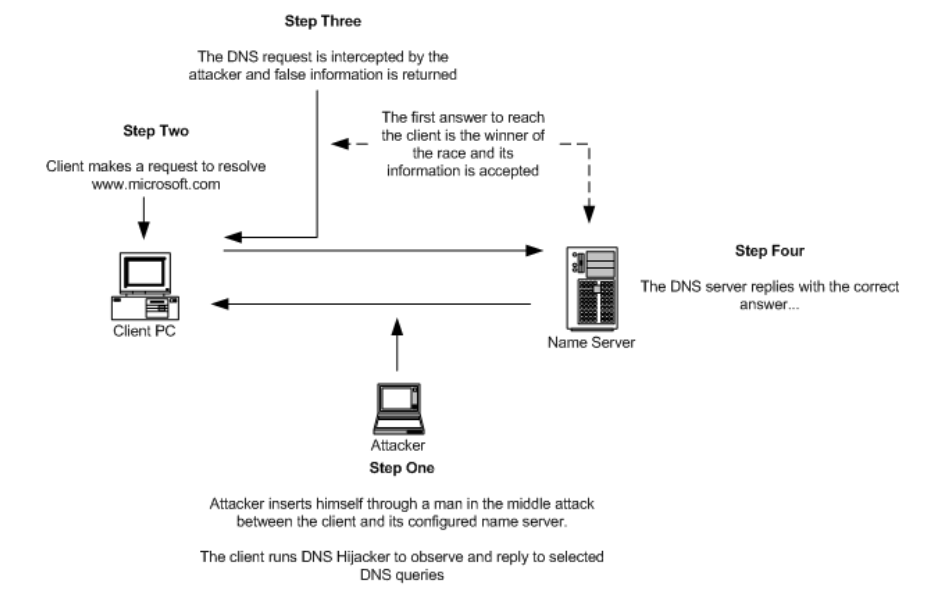 Step Three
The DNS request is intercepted by the
attacker and false information is returned
The first answer to reach
the client is the winner of
the race and its
information is accepted
Step Two
Client makes a request to resolve
www.microsoft.com
Step Four
The DNS server replies with the correct
answer...
Client PC
Name Server
Attacker
Step One
Attacker inserts himself through a man in the middle attack
between the client and its configured name server.
The client runs DNS Hijacker to observe and reply to selected
DNS queries